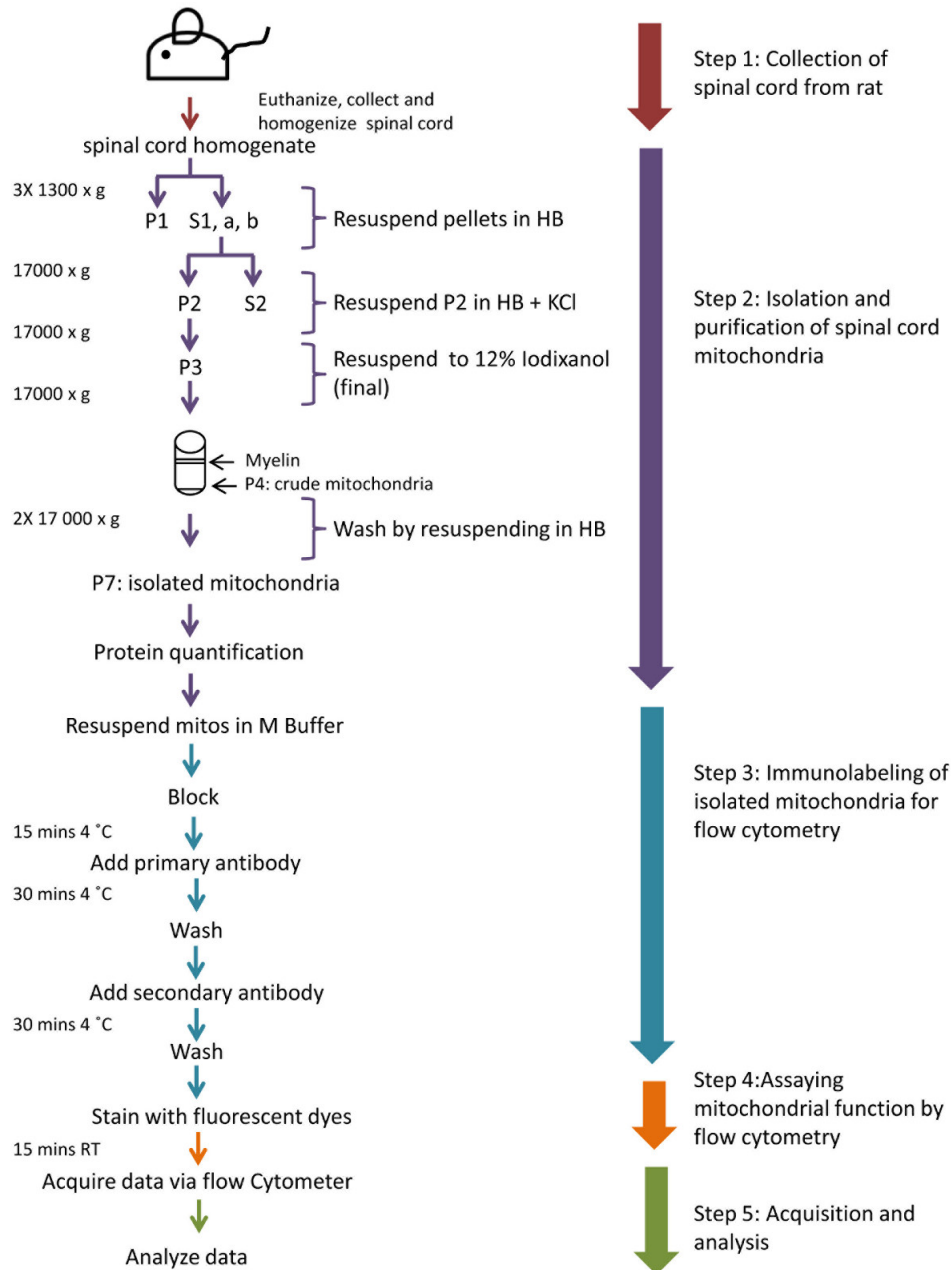 Euthanize, collect and
homogenize  spinal cord
spinal cord homogenate
3X 1300 x g
P1
S1, a, b
Resuspend pellets in HB
17000 x g
P2
S2
Resuspend P2 in HB + KCl
17000 x g
P3
Resuspend  to 12% Iodixanol
(final)
17000 x g
Myelin
P4: crude mitochondria
2X 17 000 x g
Wash by resuspending in HB
P7: isolated mitochondria
Protein quantification
Resuspend mitos in M Buffer
Block
15 mins 4 ˚C
Add primary antibody
30 mins 4 ˚C
Wash
Add secondary antibody
30 mins 4 ˚C
Wash
Stain with fluorescent dyes
15 mins RT
Acquire data via flow Cytometer
Analyze data
Step 1: Collection of
spinal cord from rat
Step 2: Isolation and
purification of spinal cord
mitochondria
Step 3: Immunolabeling of
isolated mitochondria for
flow cytometry
Step 4:Assaying
mitochondrial function by
flow cytometry
Step 5: Acquisition and
analysis